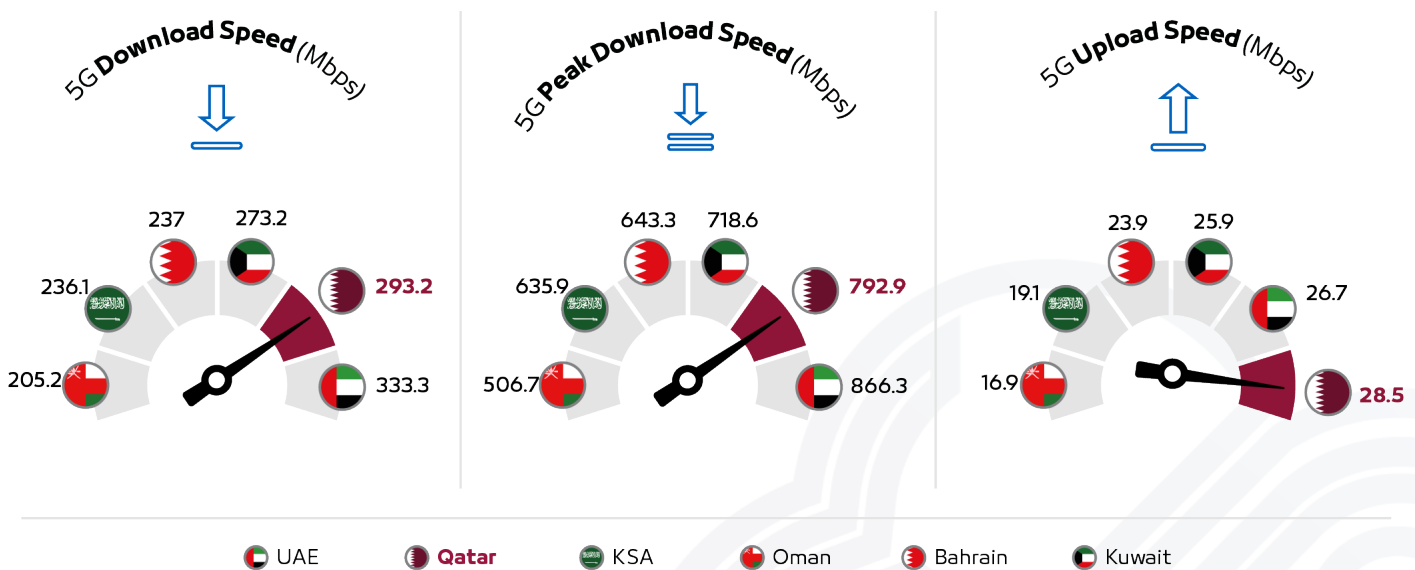 5G Download Speed (Mbps)
237
273.2
236.1
293.2
205.2
333.3
5G Peak Download Speed (Mbps)
643.3
718.6
635.9
792.9
506.7
866.3
5G Upload Speed (Mbps)
23.9
25.9
19.1
26.7
16.9
28.5
UAE
Qatar
KSA
Oman
Bahrain
Kuwait